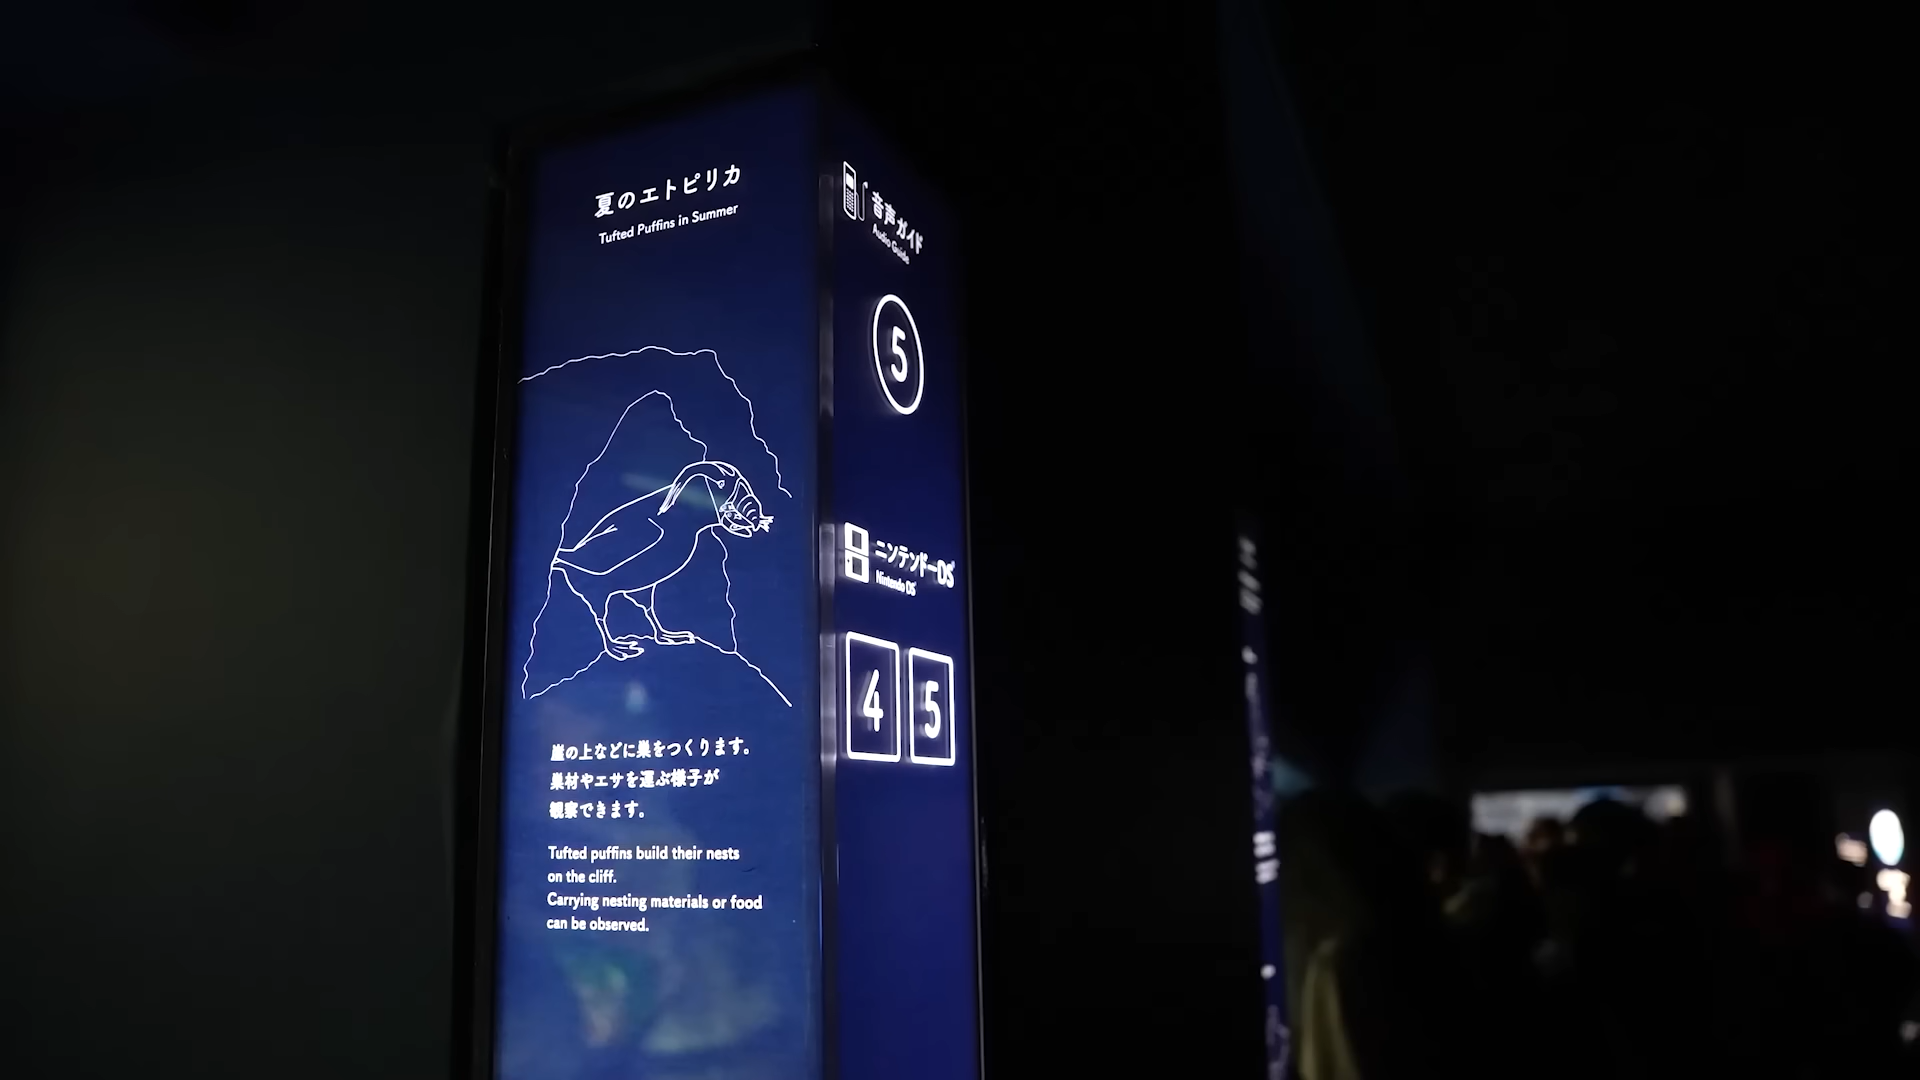 夏のエトピリカ
Tufted Puffins in Summer
崖の上などに巣をつくります。
巣材やエサを運ぶ様子が
観察できます。
Tufted puffins build their nests
on the cliff.
Carrying nesting materials or food
can be observed.
音声ガイド
Audio Guide
5
ニンテンドーDS
Nintendo DS
4 5